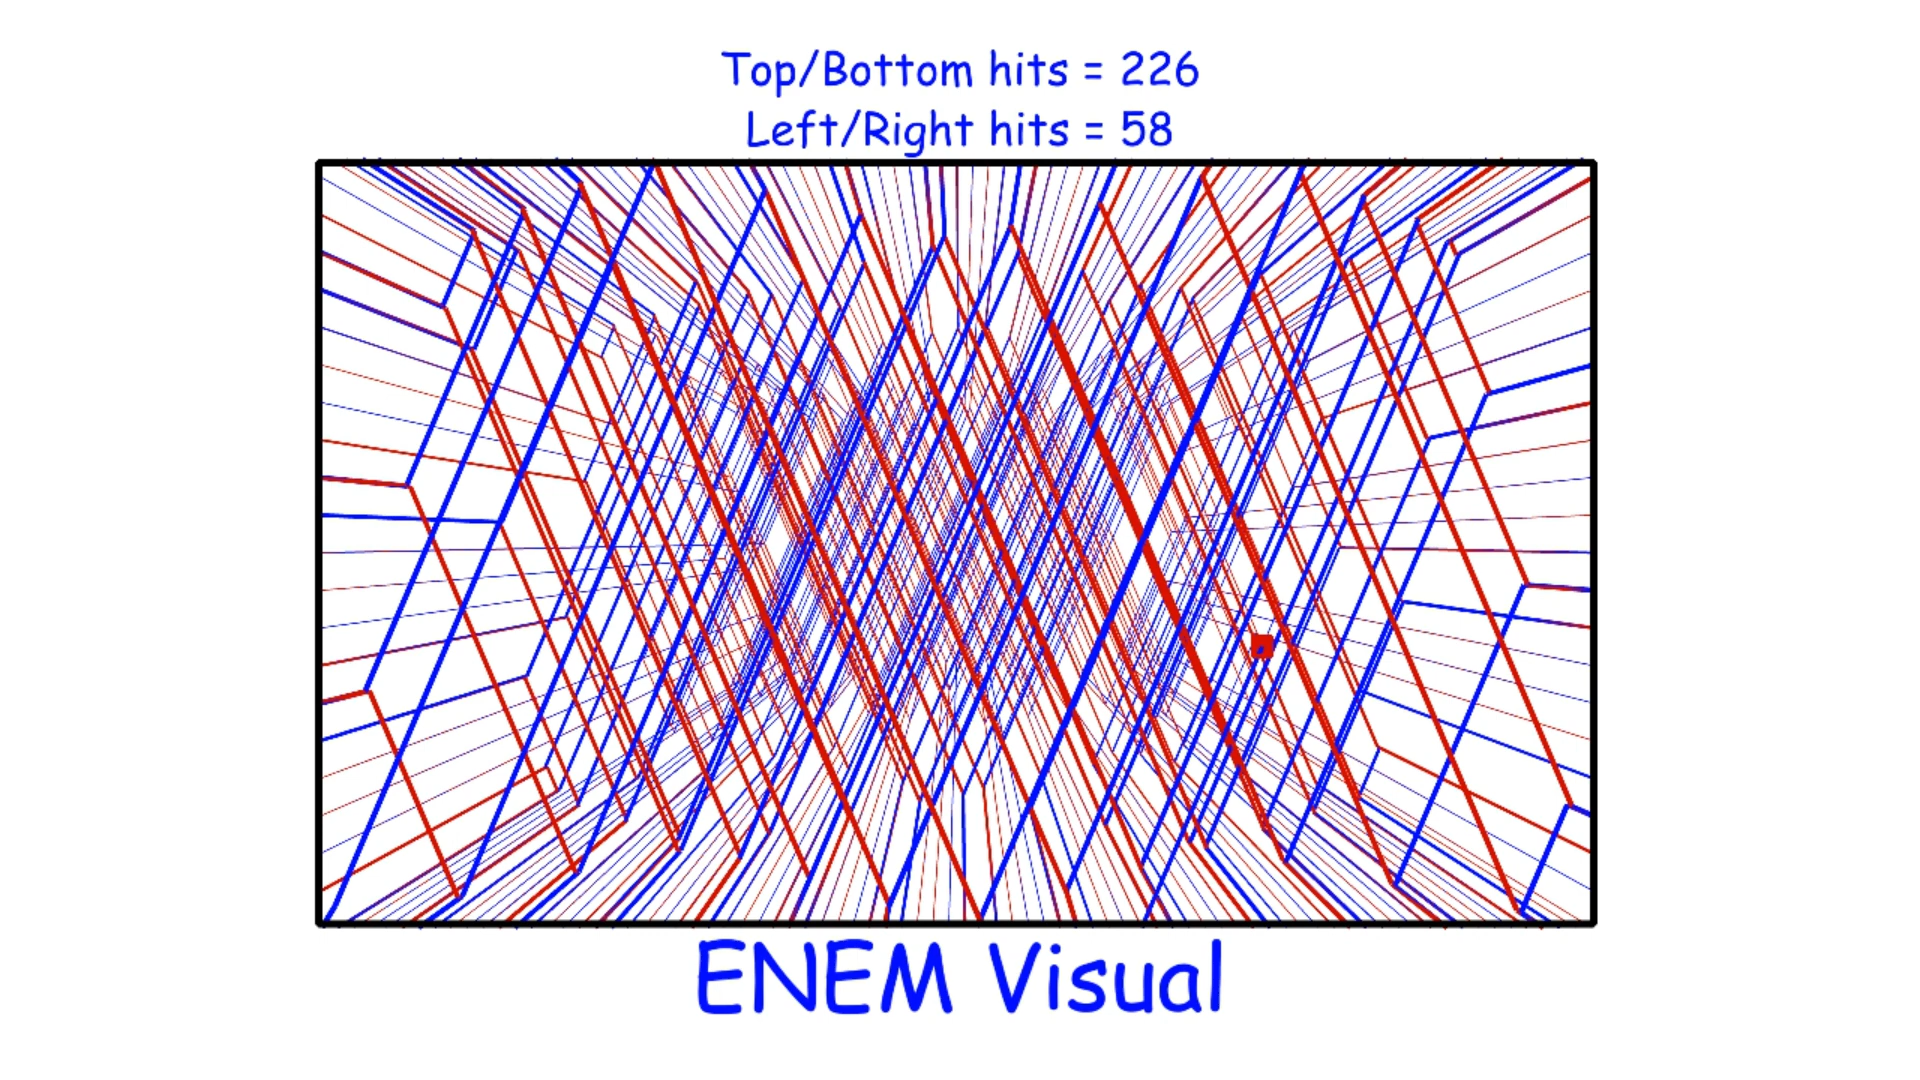 Top/Bottom hits = 226
Left/Right hits = 58
ENEM Visual